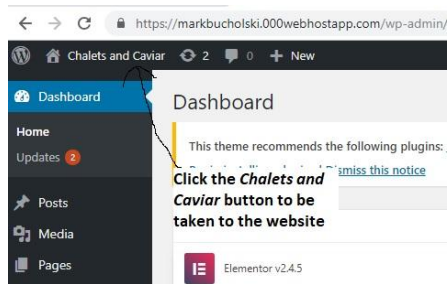 https://markbucholski.000webhostapp.com/wp-admin/
Chalets and Caviar 2 0 + New
Dashboard
Dashboard
Home
Updates 2
This theme recommends the following plugins:
Dismiss this notice
Click the Chalets and
Caviar button to be
taken to the website
Posts
Media
Pages
Elementor v2.4.5